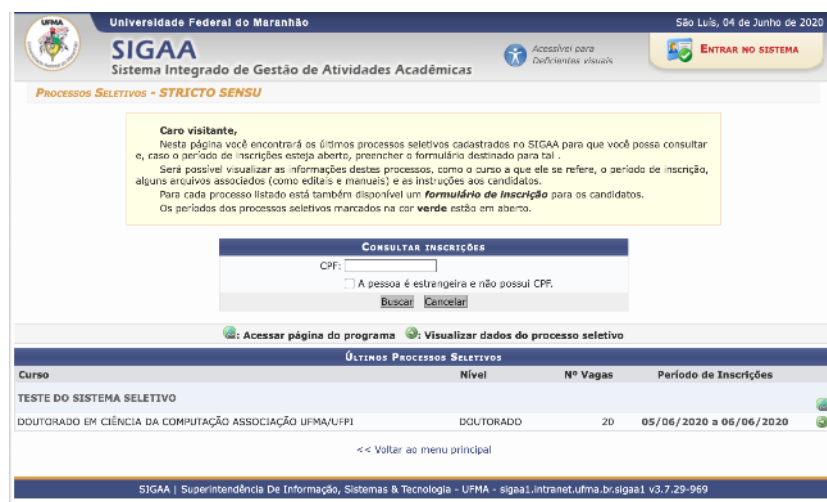 UFMA
Universidade Federal do Maranhão
São Luís, 04 de Junho de 2020
SIGAA
Sistema Integrado de Gestão de Atividades Acadêmicas
Acessível para
Deficientes visuais
ENTRAR NO SISTEMA
PROCESSOS SELETIVOS - STRICTO SENSU
Caro visitante,
Nesta página você encontrará os últimos processos seletivos cadastrados no SIGAA para que você possa consultar
e, caso o período de inscrições esteja aberto, preencher o formulário destinado para tal .
Será possível visualizar as informações destes processos, como o curso a que ele se refere, o período de inscrição,
alguns arquivos associados (como editais e manuais) e as instruções aos candidatos.
Para cada processo listado está também disponível um formulário de inscrição para os candidatos.
Os períodos dos processos seletivos marcados na cor verde estão em aberto.
CONSULTAR INSCRIÇÕES
CPF:
A pessoa é estrangeira e não possui CPF.
Buscar Cancelar
: Acessar página do programa : Visualizar dados do processo seletivo
ÚLTIMOS PROCESSOS SELETIVOS
Curso Nível Nº Vagas Período de Inscrições
TESTE DO SISTEMA SELETIVO
DOUTORADO EM CIÊNCIA DA COMPUTAÇÃO ASSOCIAÇÃO UFMA/UFPI DOUTORADO 20 05/06/2020 a 06/06/2020
<< Voltar ao menu principal
SIGAA | Superintendência De Informação, Sistemas & Tecnologia - UFMA - sigaa1.intranet.ufma.br.sigaa1 v3.7.29-969